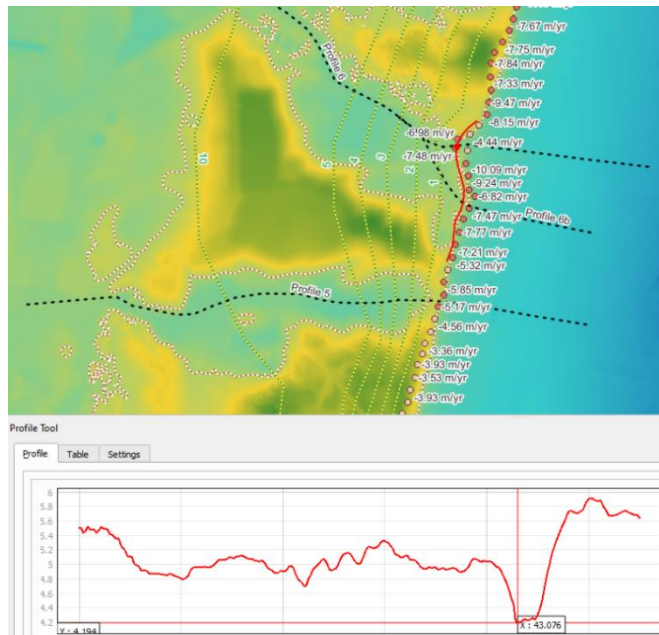 -7.67 m/yr
-7.75 m/yr
-7.84 m/yr
-7.33 m/yr
-9.47 m/yr
-8.15 m/yr
Profile 6
-6.98 m/yr
-4.44 m/yr
-7.48 m/yr
10
5
4
3
2
1
-10.09 m/yr
-9.24 m/yr
-6.82 m/yr
-7.47 m/yr
Profile 6b
-7.77 m/yr
-7.21 m/yr
-5.32 m/yr
Profile 5
-5.85 m/yr
-5.17 m/yr
-4.56 m/yr
-3.36 m/yr
-3.93 m/yr
-3.53 m/yr
-3.93 m/yr
Profile Tool
Profile Table Settings
6
5.8
5.6
5.4
5.2
5
4.8
4.6
4.4
4.2
Y : 4.194
X : 43.076